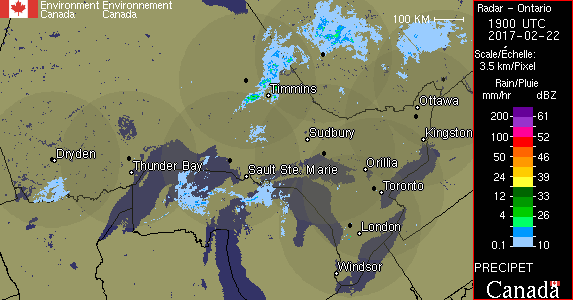 Environment Environnement
Canada Canada
100 KM
Timmins
Ottawa
Sudbury
Kingston
Dryden
Thunder Bay
Sault Ste. Marie
Orillia
Toronto
London
Windsor
Radar - Ontario
1900 UTC
2017-02-22
Scale/Échelle:
3.5 km/Pixel
Rain/Pluie
mm/hr dBZ
200 61
100 52
50 46
24 39
12 33
4 26
0.1 10
PRECIPET
Canada